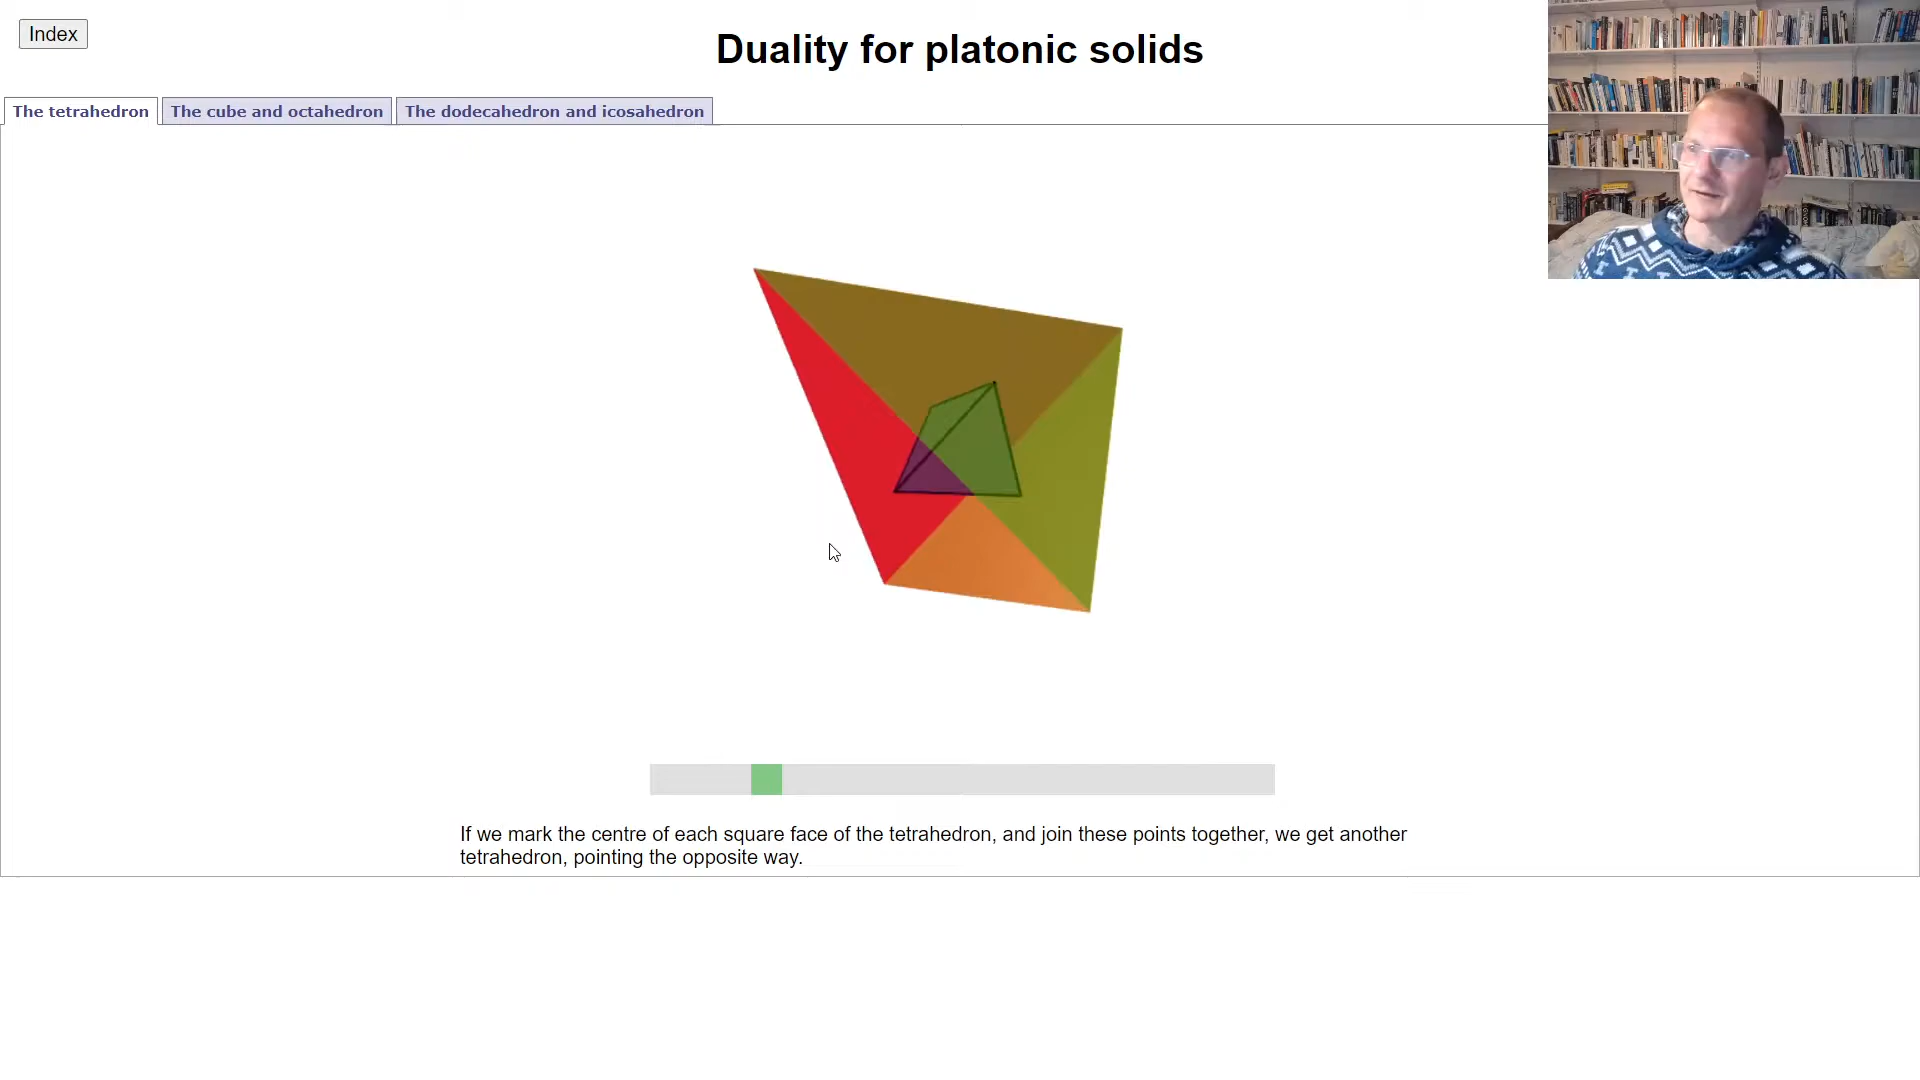 Index
Duality for platonic solids
The tetrahedron
The cube and octahedron
The dodecahedron and icosahedron
If we mark the centre of each square face of the tetrahedron, and join these points together, we get another
tetrahedron, pointing the opposite way.